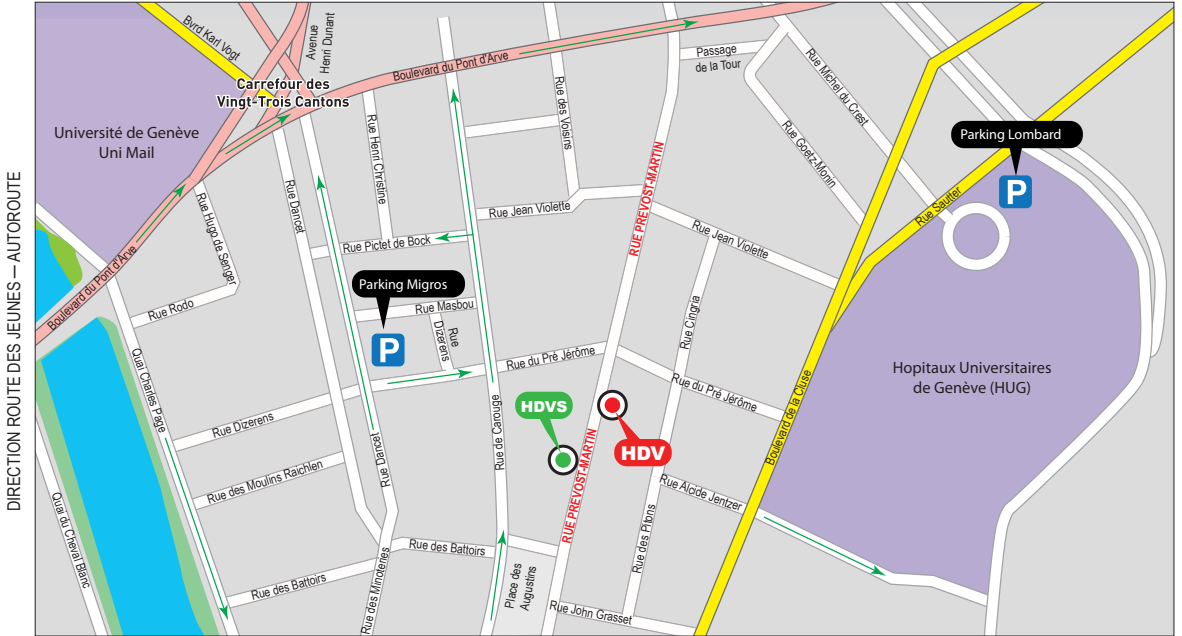 DIRECTION ROUTE DES JEUNES — AUTOROUTE
Bvrd Karl Vogt
Avenue
Henri Dunant
Boulevard du Pont d'Arve
Carrefour des
Vingt-Trois Cantons
Université de Genève
Uni Mail
Passage
de la Tour
Rue Michel du Crest
Parking Lombard
P
Rue des Voisins
Rue Henri Christine
Rue Goetz-Monin
Rue Sautter
Rue Dancet
Rue Hugo de Senger
Rue Jean Violette
RUE PREVOST-MARTIN
Rue Jean Violette
Rue Pictet de Bock
Boulevard du Pont d'Arve
Parking Migros
Rue Masbou
Rue
Dizerens
P
Rue Rodo
Rue Cingria
Rue du Pré Jérôme
Rue du Pré Jérôme
Hopitaux Universitaires
de Genève (HUG)
Quai Charles Page
Rue Dizerens
Rue Dancet
Rue de Carouge
HDVS
HDV
RUE PREVOST-MARTIN
Boulevard de la Cluse
Rue des Moulins Raichlen
Rue Alcide Jentzer
Quai du Cheval Blanc
Rue des Battoirs
Rue des Battoirs
Rue des Minoteries
Rue des Pitons
Place des
Augustins
Rue John Grasset